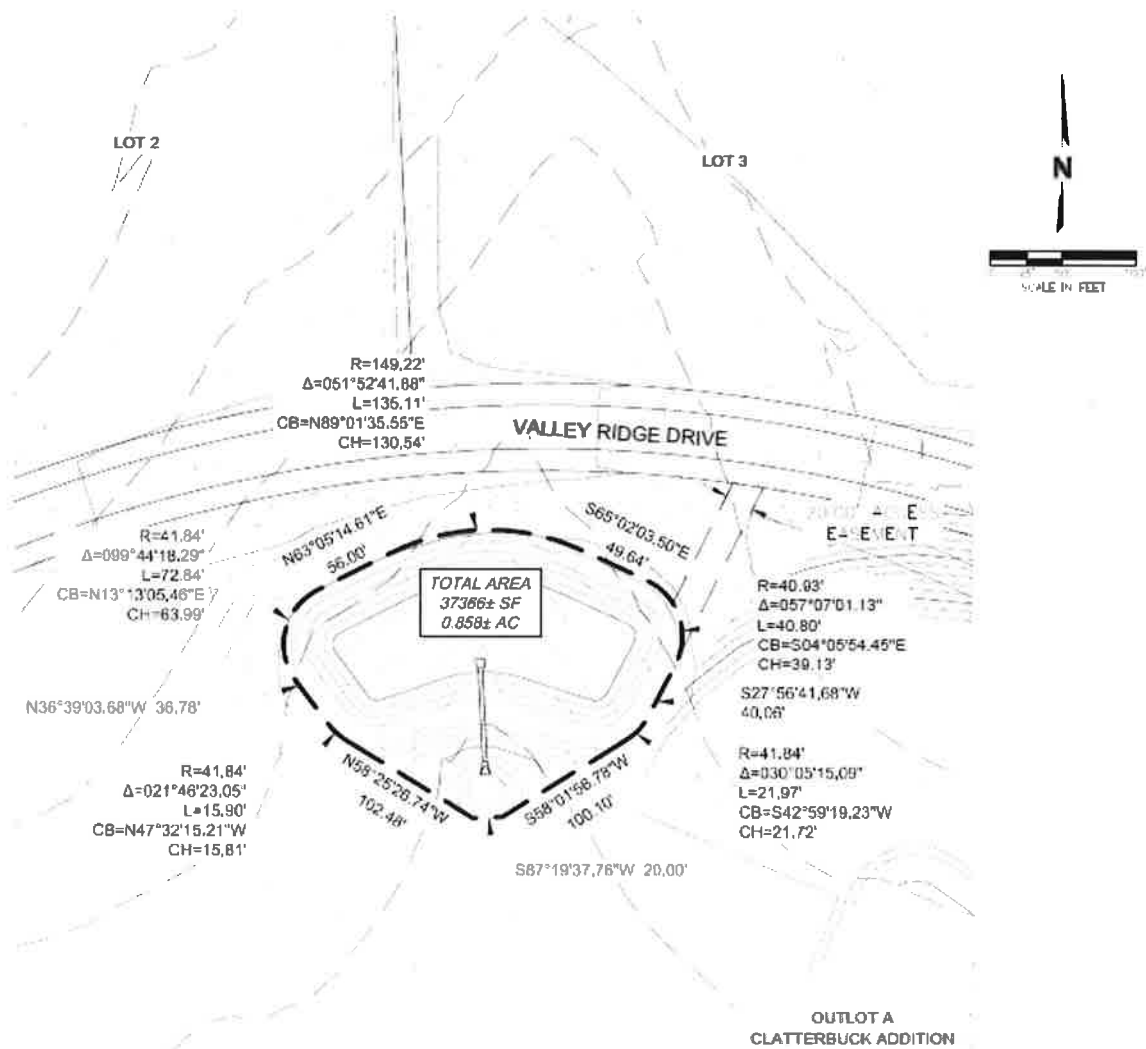 LOT 2
LOT 3
N
SCALE IN FEET
R=149.22'
Δ=051°52'41.88"
L=135.11'
CB=N89°01'35.55"E
CH=130.54'
VALLEY RIDGE DRIVE
N63°05'14.61"E
56.00'
S65°02'03.50"E
49.64'
EASEMENT
R=41.84'
Δ=099°44'18.29"
L=72.84'
CB=N13°13'05.46"E
CH=63.99'
TOTAL AREA
37366± SF
0.858± AC
R=40.93'
Δ=057°07'01.13"
L=40.80'
CB=S04°05'54.45"E
CH=39.13'
S27°56'41.68"W
40.06'
N36°39'03.68"W 36.78'
R=41.84'
Δ=021°46'23.05"
L=15.90'
CB=N47°32'15.21"W
CH=15.81'
N58°25'26.74"W
102.48'
S58°01'56.78"W
100.10'
R=41.84'
Δ=030°05'15.09"
L=21.97'
CB=S42°59'19.23"W
CH=21.72'
S87°19'37.76"W 20.00'
OUTLOT A
CLATTERBUCK ADDITION